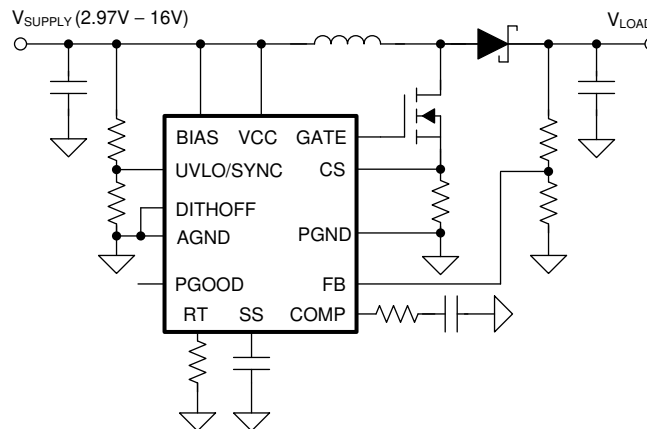 VSUPPLY (2.97V – 16V)
VLOAD
BIAS VCC GATE
UVLO/SYNC CS
DITHOFF
AGND PGND
PGOOD FB
RT SS COMP